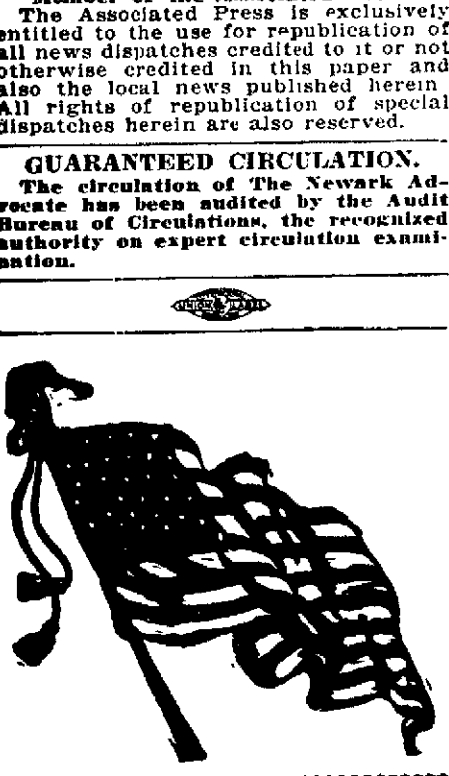 The Associated Press is exclusively
entitled to the use for republication of
all news dispatches credited to it or not
otherwise credited in this paper and
also the local news published herein
All rights of republication of special
dispatches herein are also reserved.
GUARANTEED CIRCULATION.
The circulation of The Newark Ad-
vocate has been audited by the Audit
Bureau of Circulations, the recognized
authority on expert circulation exami-
nation.
UNION LABEL